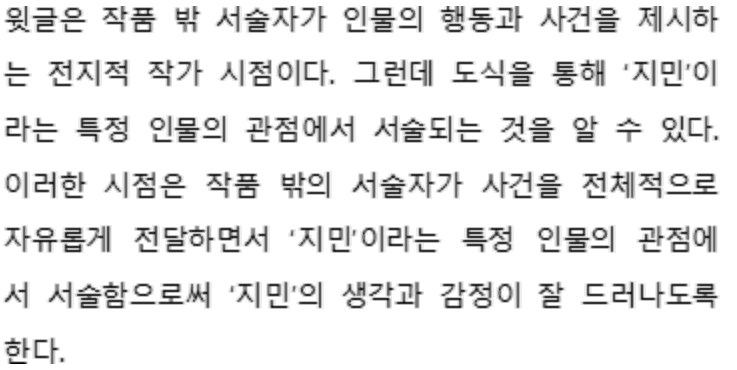 윗글은 작품 밖 서술자가 인물의 행동과 사건을 제시하
는 전지적 작가 시점이다. 그런데 도식을 통해 ‘지민’이
라는 특정 인물의 관점에서 서술되는 것을 알 수 있다.
이러한 시점은 작품 밖의 서술자가 사건을 전체적으로
자유롭게 전달하면서 ‘지민’이라는 특정 인물의 관점에
서 서술함으로써 ‘지민’의 생각과 감정이 잘 드러나도록
한다.